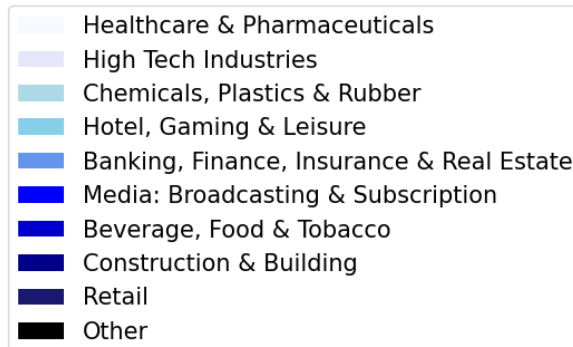 Healthcare & Pharmaceuticals
High Tech Industries
Chemicals, Plastics & Rubber
Hotel, Gaming & Leisure
Banking, Finance, Insurance & Real Estate
Media: Broadcasting & Subscription
Beverage, Food & Tobacco
Construction & Building
Retail
Other